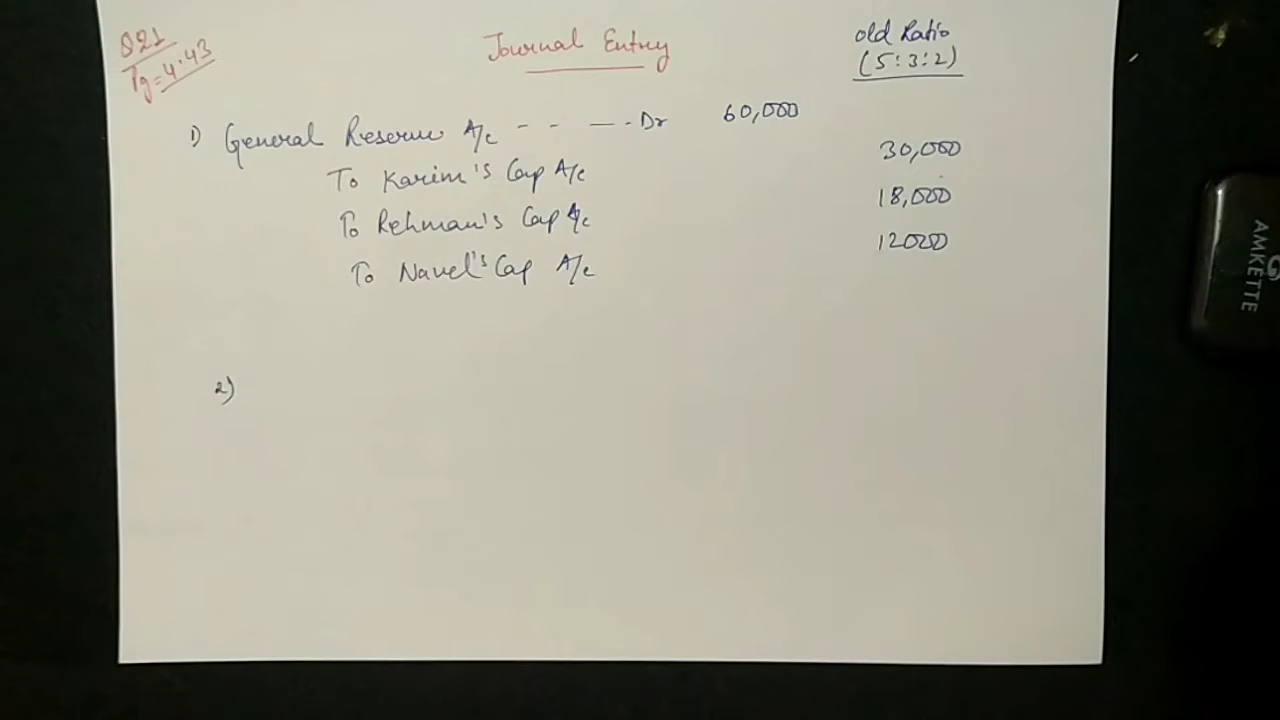 Q21
Pg = 4.43
Journal Entry
Old Ratio
(5:3:2)
1) General Reserve A/c - - -- - Dr 60,000
To Karim's Cap A/c 30,000
To Rehman's Cap A/c 18,000
To Navel's Cap A/c 12000
2)
AMKETTE